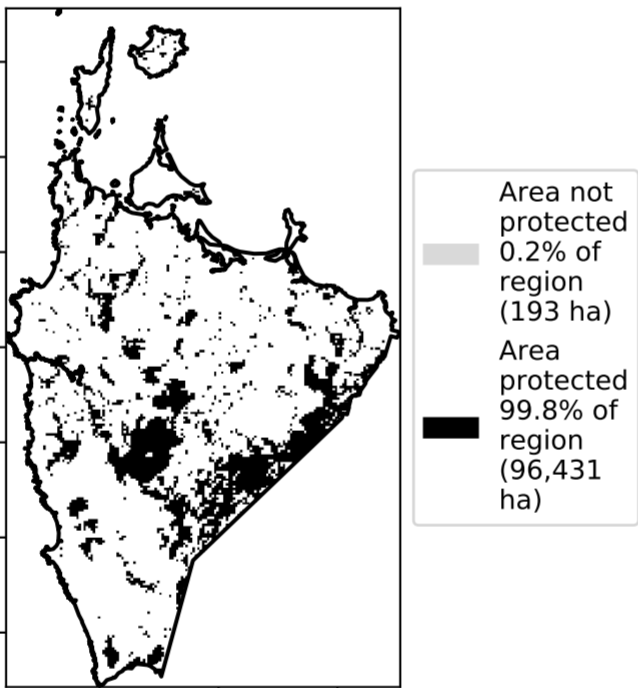 Area not
protected
0.2% of
region
(193 ha)
Area
protected
99.8% of
region
(96,431
ha)